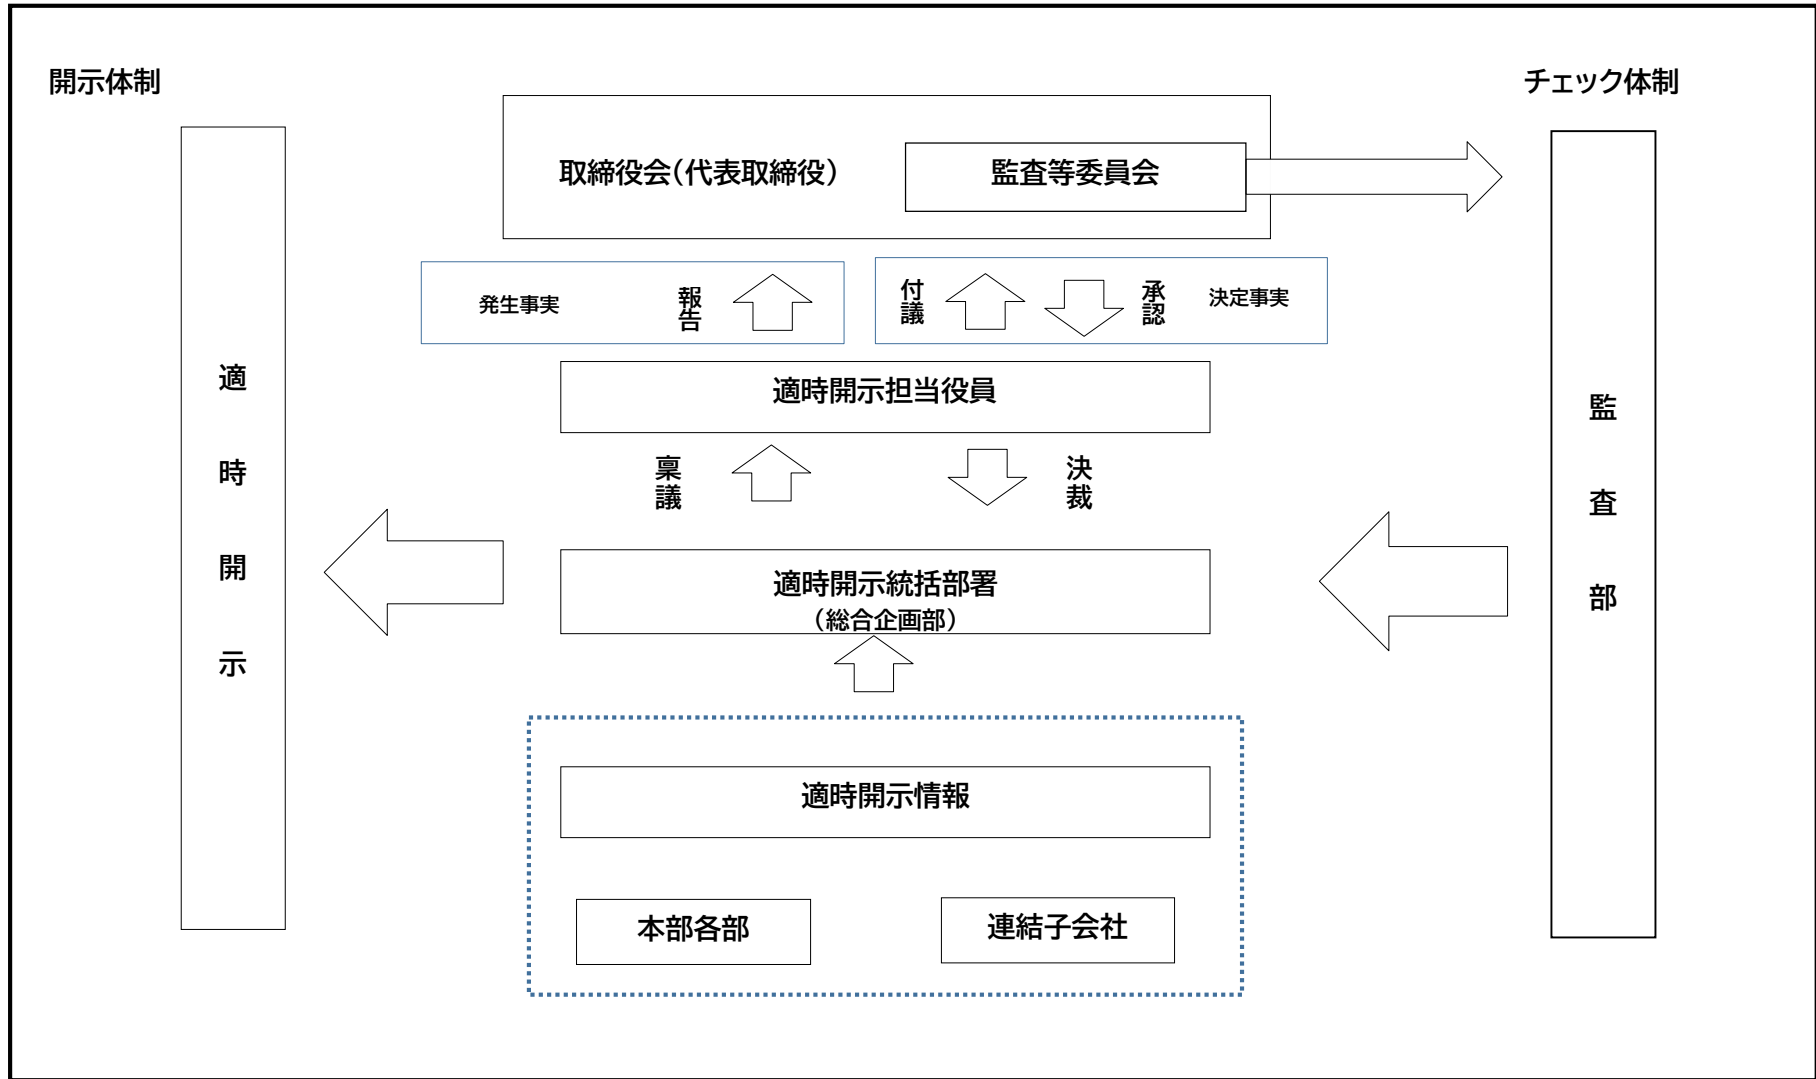 開示体制
チェック体制
取締役会(代表取締役)
監査等委員会
発生事実
報告
付議
承認
決定事実
適時開示担当役員
稟議
決裁
適時開示統括部署
(総合企画部)
適時開示情報
本部各部
連結子会社
適時開示
監査部